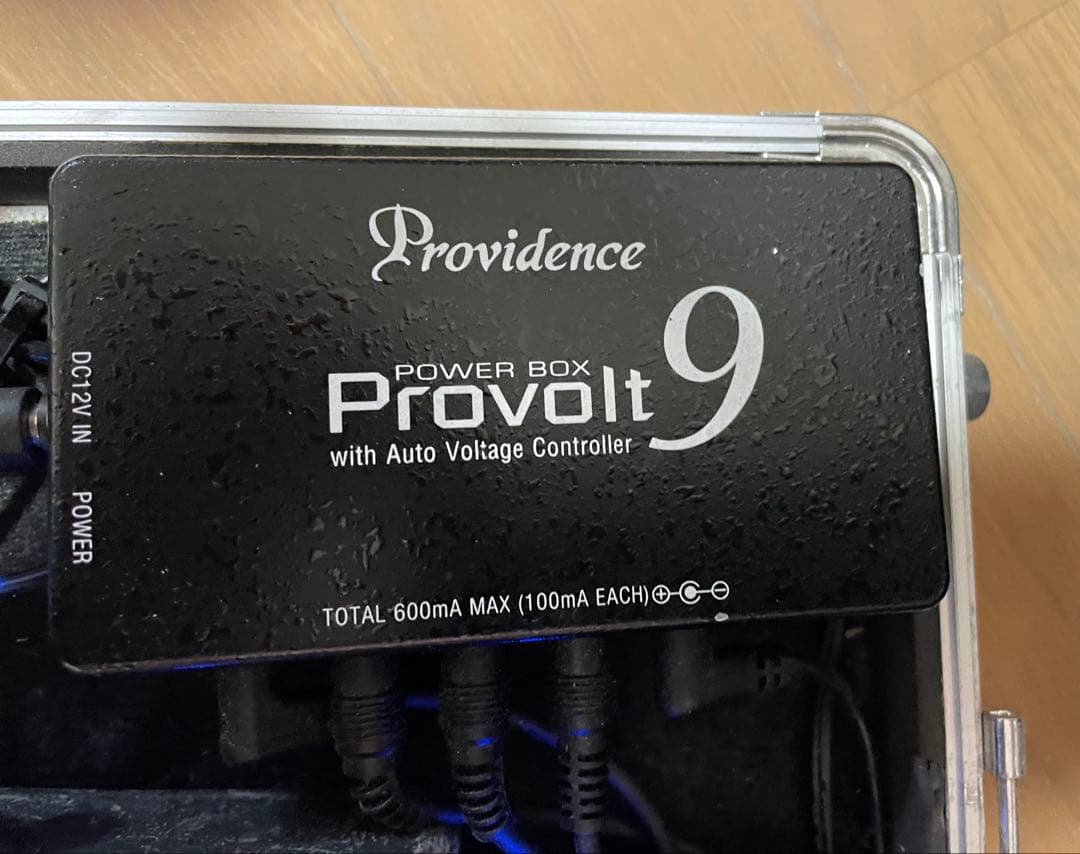 Providence
POWER BOX
Provolt 9
with Auto Voltage Controller
DC12V IN
POWER
TOTAL 600mA MAX (100mA EACH)